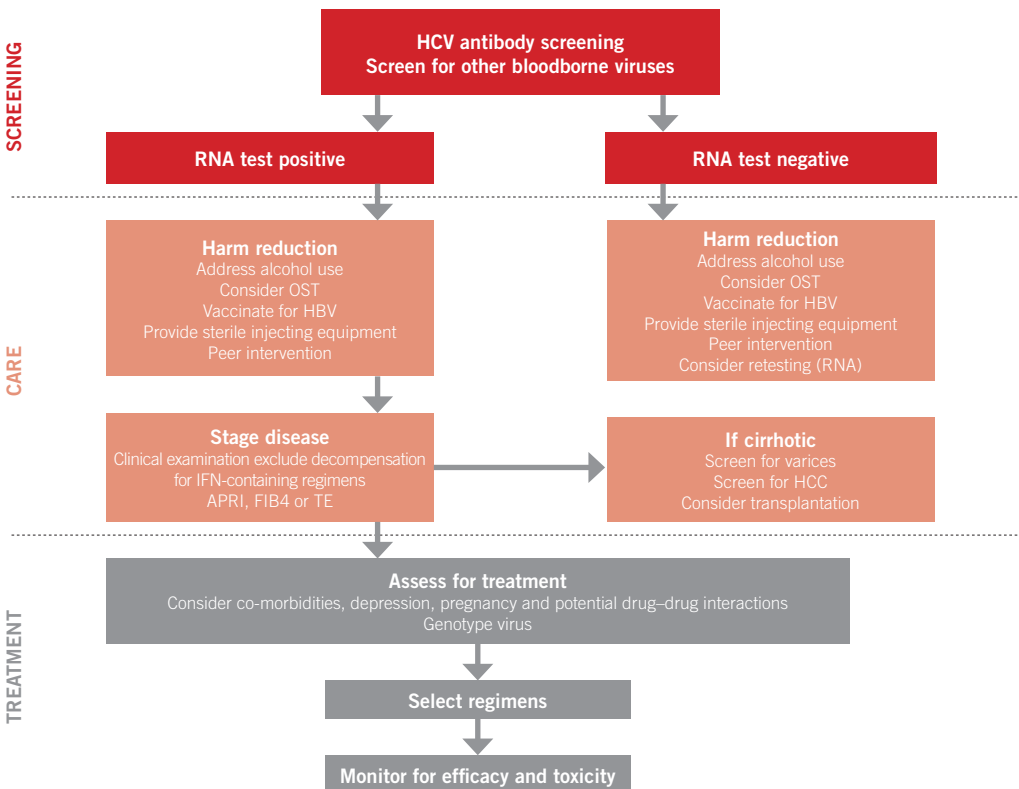 SCREENING
HCV antibody screening
Screen for other bloodborne viruses
RNA test positive
RNA test negative
CARE
Harm reduction
Address alcohol use
Consider OST
Vaccinate for HBV
Provide sterile injecting equipment
Peer intervention
Harm reduction
Address alcohol use
Consider OST
Vaccinate for HBV
Provide sterile injecting equipment
Peer intervention
Consider retesting (RNA)
Stage disease
Clinical examination exclude decompensation
for IFN-containing regimens
APRI, FIB4 or TE
If cirrhotic
Screen for varices
Screen for HCC
Consider transplantation
TREATMENT
Assess for treatment
Consider co-morbidities, depression, pregnancy and potential drug–drug interactions
Genotype virus
Select regimens
Monitor for efficacy and toxicity